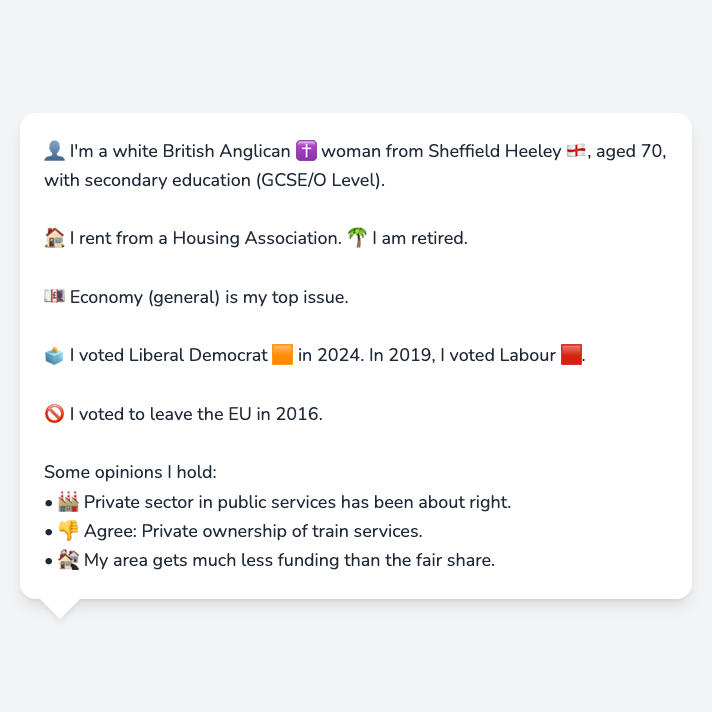 👤 I'm a white British Anglican ✝️ woman from Sheffield Heeley 🏴󠁧󠁢󠁥󠁮󠁧󠁿, aged 70,
with secondary education (GCSE/O Level).
🏠 I rent from a Housing Association. 🌴 I am retired.
💷 Economy (general) is my top issue.
🗳️ I voted Liberal Democrat 🟧 in 2024. In 2019, I voted Labour 🟥.
🚫 I voted to leave the EU in 2016.
Some opinions I hold:
• 🏭 Private sector in public services has been about right.
• 👎 Agree: Private ownership of train services.
• 🏚️ My area gets much less funding than the fair share.